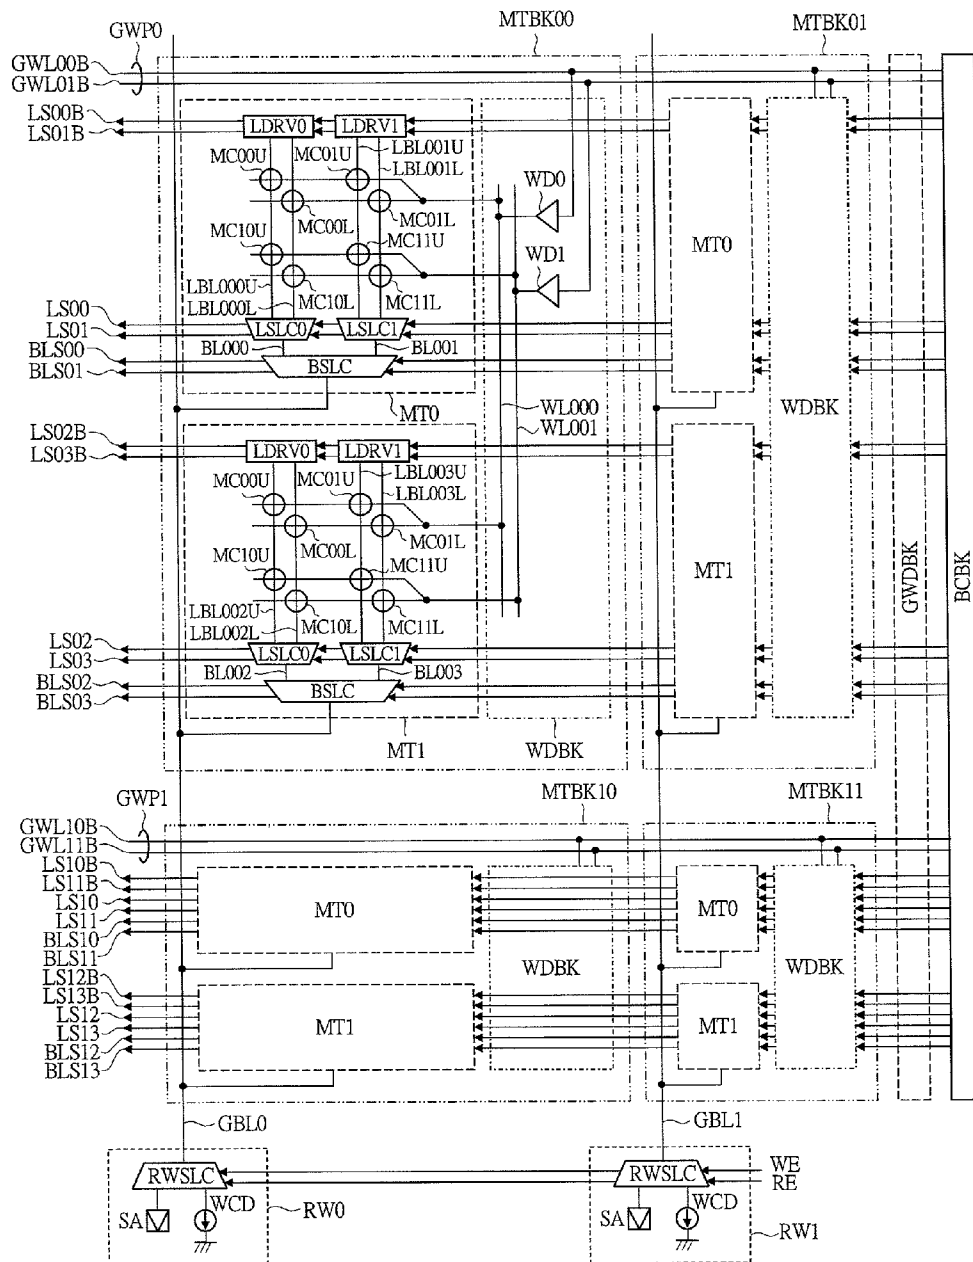 MTBK00
GWP0
MTBK01
GWL00B
GWL01B
LS00B
LS01B
LDRV0 LDRV1
LBL001U
LBL001L
MC00U
MC01U
WD0
MC00L
MC01L
MT0
MC10U
MC11U
WD1
LBL000U
LBL000L
MC10L
MC11L
LS00
LS01
LSLC0 LSLC1
BL000
BL001
BLS00
BLS01
BSLC
WDBK
MT0
WL000
WL001
LS02B
LS03B
LDRV0 LDRV1
LBL003U
LBL003L
MC00U
MC01U
MC00L
MC01L
MT1
GWDBK
BCBK
MC10U
MC11U
LBL002U
LBL002L
MC10L
MC11L
LS02
LS03
LSLC0 LSLC1
BL002
BL003
BLS02
BLS03
BSLC
MT1
WDBK
GWP1
MTBK10
MTBK11
GWL10B
GWL11B
LS10B
LS11B
LS10
LS11
BLS10
BLS11
MT0
MT0
WDBK
WDBK
LS12B
LS13B
LS12
LS13
BLS12
BLS13
MT1
MT1
GBL0
GBL1
RWSLC
RWSLC
WE
RE
SA
WCD
RW0
SA
WCD
RW1